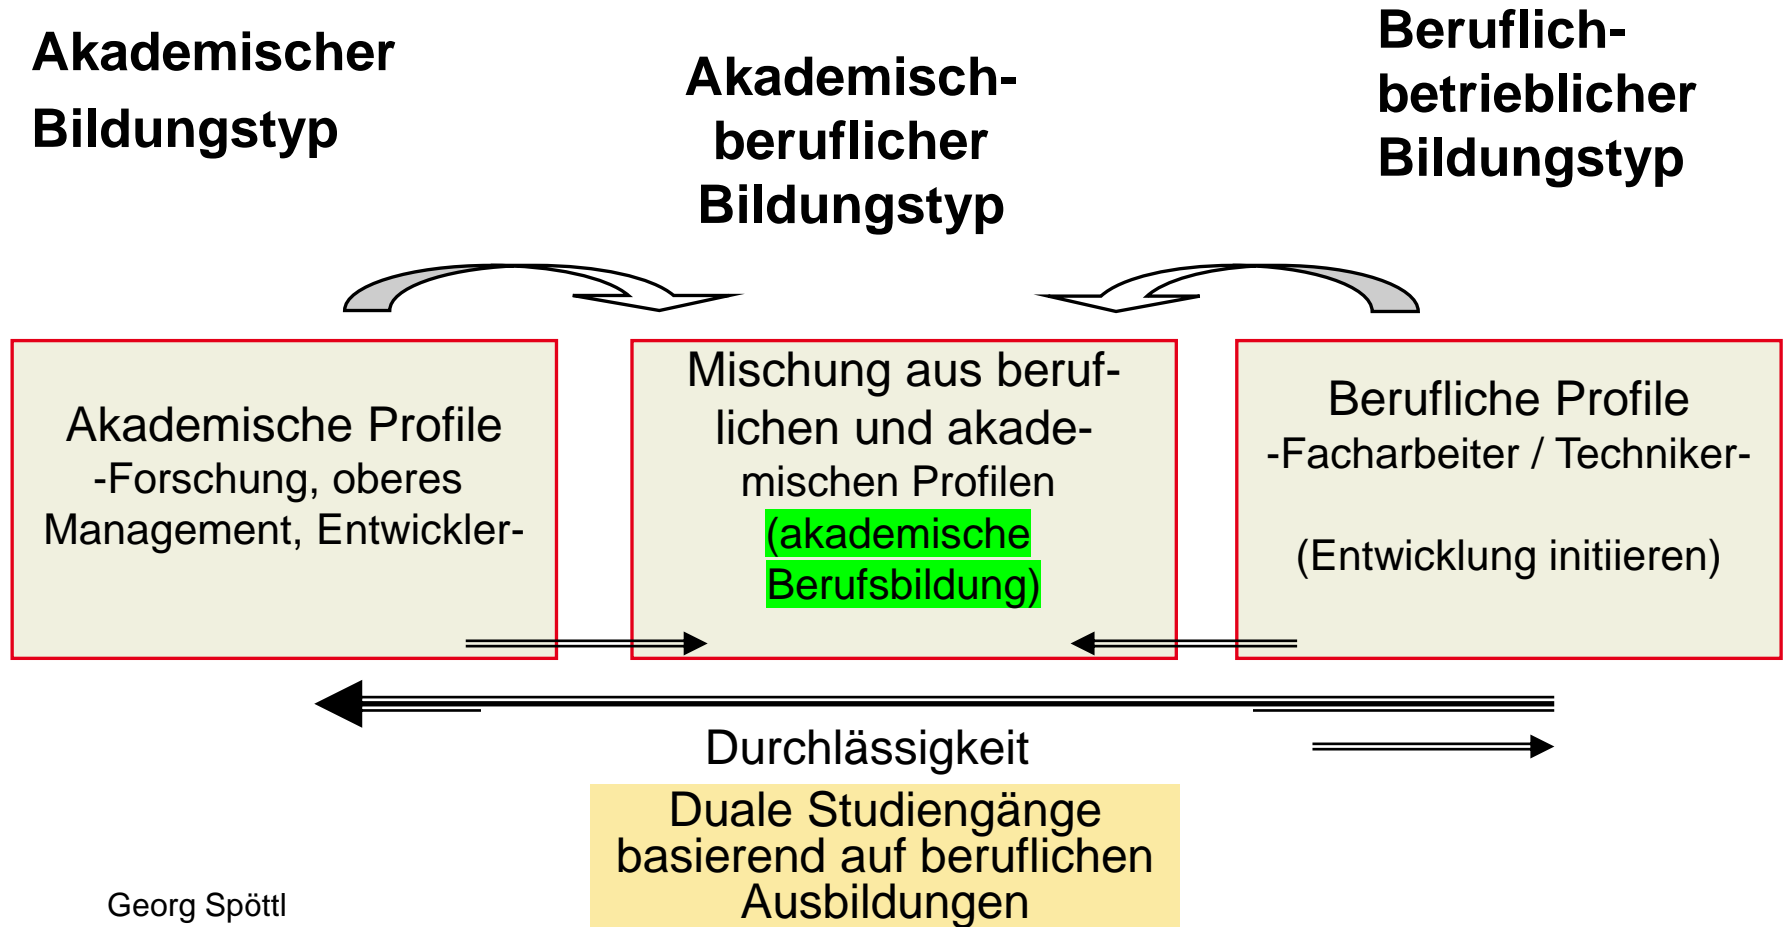 Akademischer
Bildungstyp
Akademisch-
beruflicher
Bildungstyp
Beruflich-
betrieblicher
Bildungstyp
Akademische Profile
-Forschung, oberes
Management, Entwickler-
Mischung aus beruf-
lichen und akade-
mischen Profilen
(akademische
Berufsbildung)
Berufliche Profile
-Facharbeiter / Techniker-
(Entwicklung initiieren)
Durchlässigkeit
Duale Studiengänge
basierend auf beruflichen
Ausbildungen
Georg Spöttl